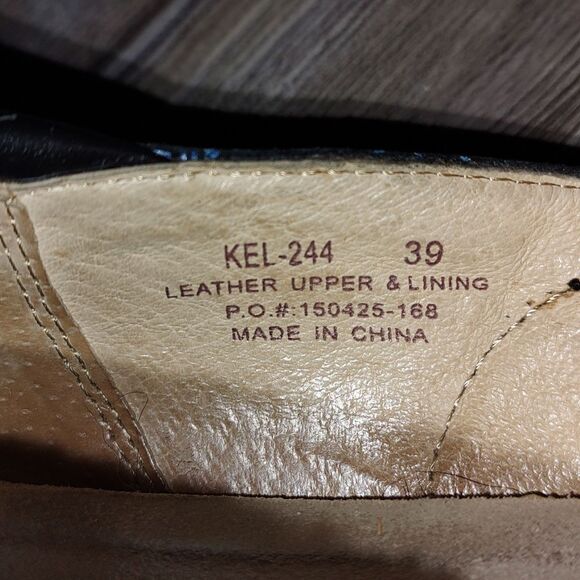 KEL-244 39
LEATHER UPPER & LINING
P.O.#:150425-168
MADE IN CHINA